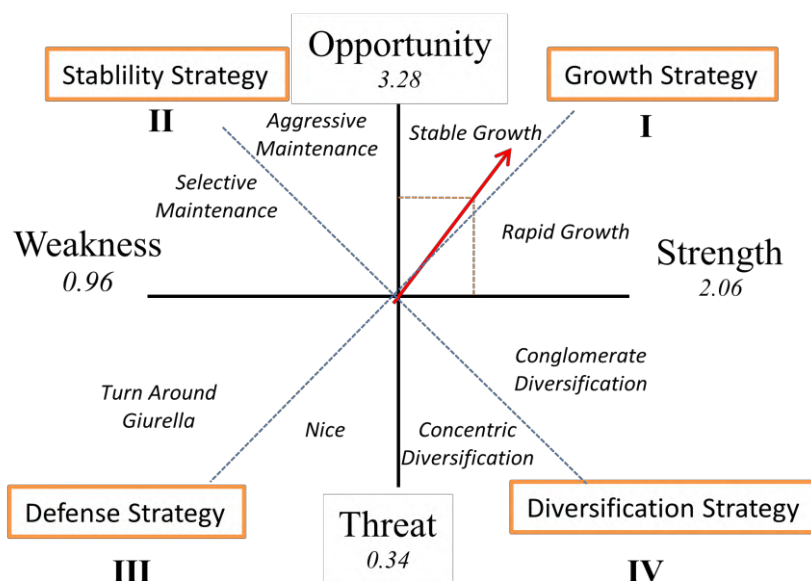 Opportunity
3.28
Stablility Strategy
II
Growth Strategy
I
Aggressive
Maintenance
Stable Growth
Selective
Maintenance
Rapid Growth
Weakness
0.96
Strength
2.06
Turn Around
Giurella
Nice
Concentric
Diversification
Conglomerate
Diversification
Defense Strategy
III
Threat
0.34
Diversification Strategy
IV